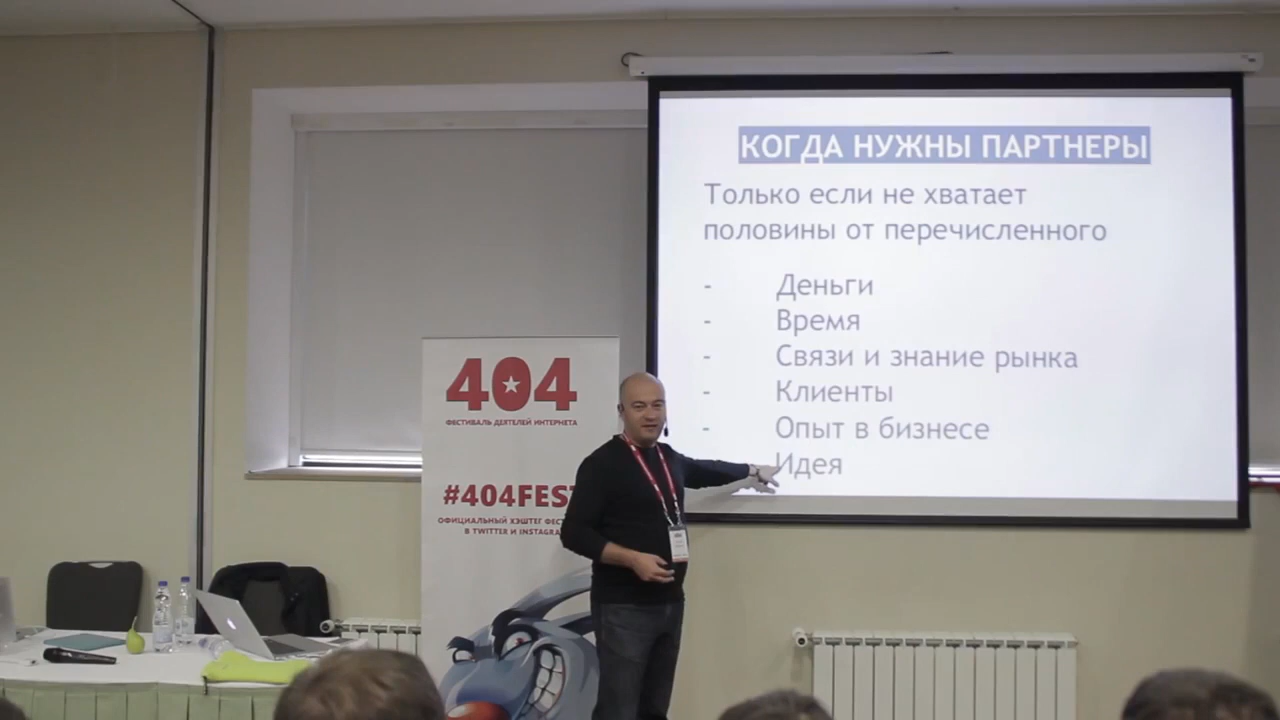 КОГДА НУЖНЫ ПАРТНЕРЫ
Только если не хватает
половины от перечисленного
- Деньги
- Время
- Связи и знание рынка
- Клиенты
- Опыт в бизнесе
Идея
404
ФЕСТИВАЛЬ ДЕЯТЕЛЕЙ ИНТЕРНЕТА
#404FEST
ОФИЦИАЛЬНЫЙ ХЭШТЕГ
В TWITTER И